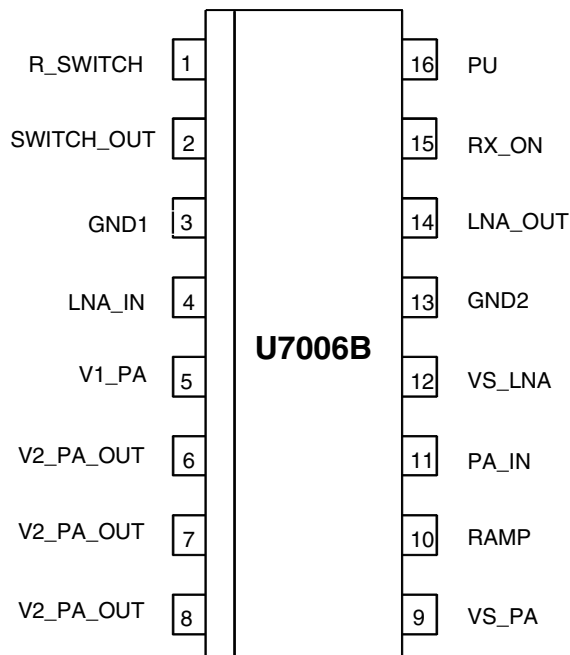 R_SWITCH 1 16 PU
SWITCH_OUT 2 15 RX_ON
GND1 3 14 LNA_OUT
LNA_IN 4 13 GND2
U7006B
V1_PA 5 12 VS_LNA
V2_PA_OUT 6 11 PA_IN
V2_PA_OUT 7 10 RAMP
V2_PA_OUT 8 9 VS_PA